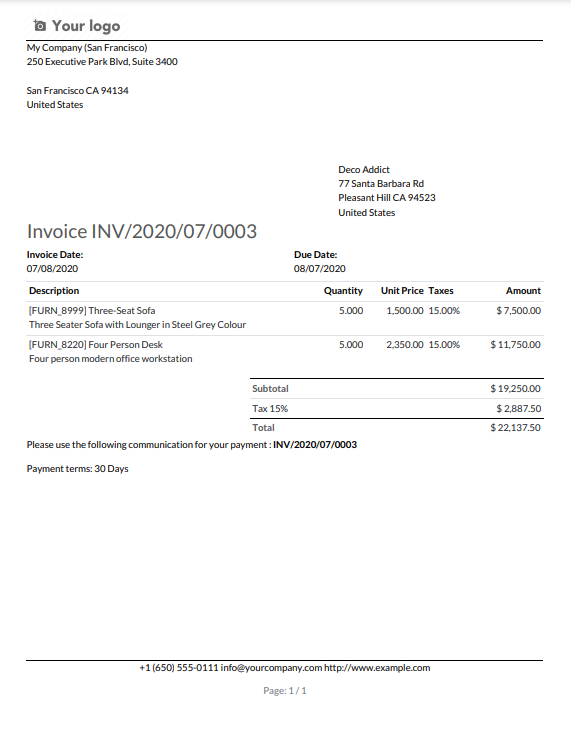 Your logo
My Company (San Francisco)
250 Executive Park Blvd, Suite 3400
San Francisco CA 94134
United States
Deco Addict
77 Santa Barbara Rd
Pleasant Hill CA 94523
United States
Invoice INV/2020/07/0003
Invoice Date: Due Date:
07/08/2020 08/07/2020
Description Quantity Unit Price Taxes Amount
[FURN_8999] Three-Seat Sofa 5.000 1,500.00 15.00% $ 7,500.00
Three Seater Sofa with Lounger in Steel Grey Colour
[FURN_8220] Four Person Desk 5.000 2,350.00 15.00% $ 11,750.00
Four person modern office workstation
Subtotal $ 19,250.00
Tax 15% $ 2,887.50
Total $ 22,137.50
Please use the following communication for your payment : INV/2020/07/0003
Payment terms: 30 Days
+1 (650) 555-0111 info@yourcompany.com http://www.example.com
Page: 1 / 1